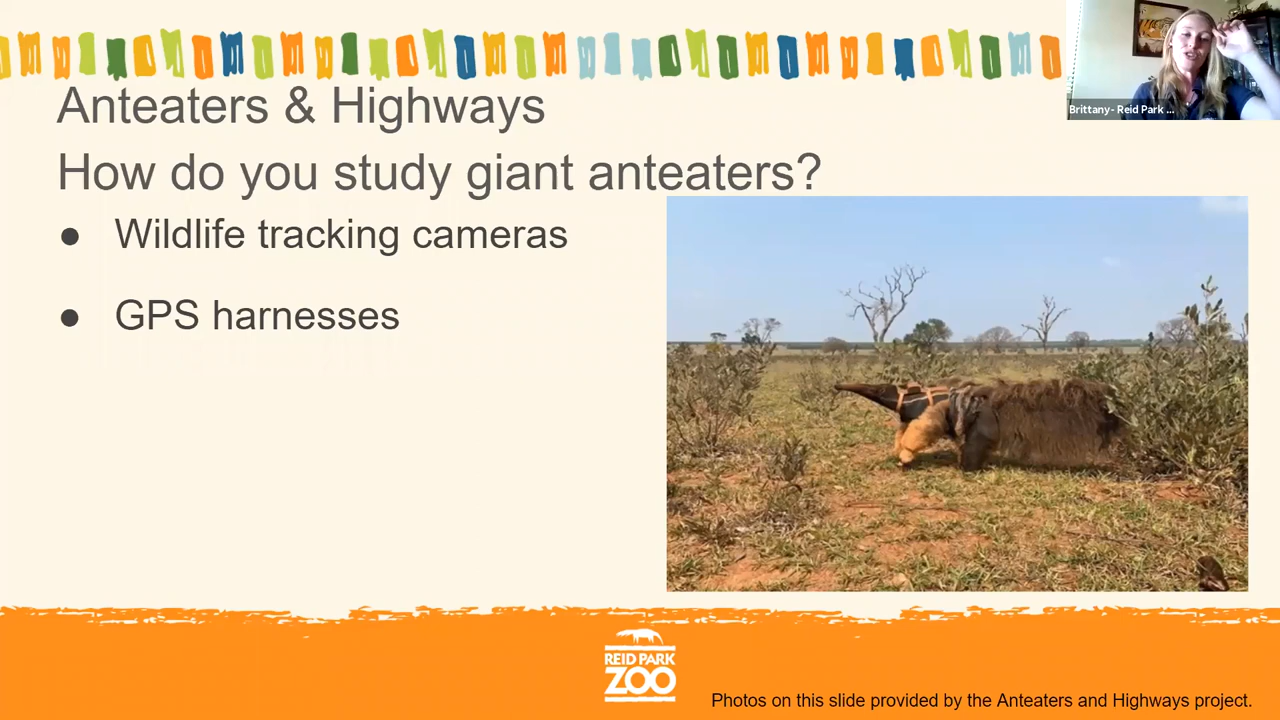 Anteaters & Highways
Brittany- Reid Park ...
How do you study giant anteaters?
● Wildlife tracking cameras
● GPS harnesses
REID PARK
ZOO
Photos on this slide provided by the Anteaters and Highways project.